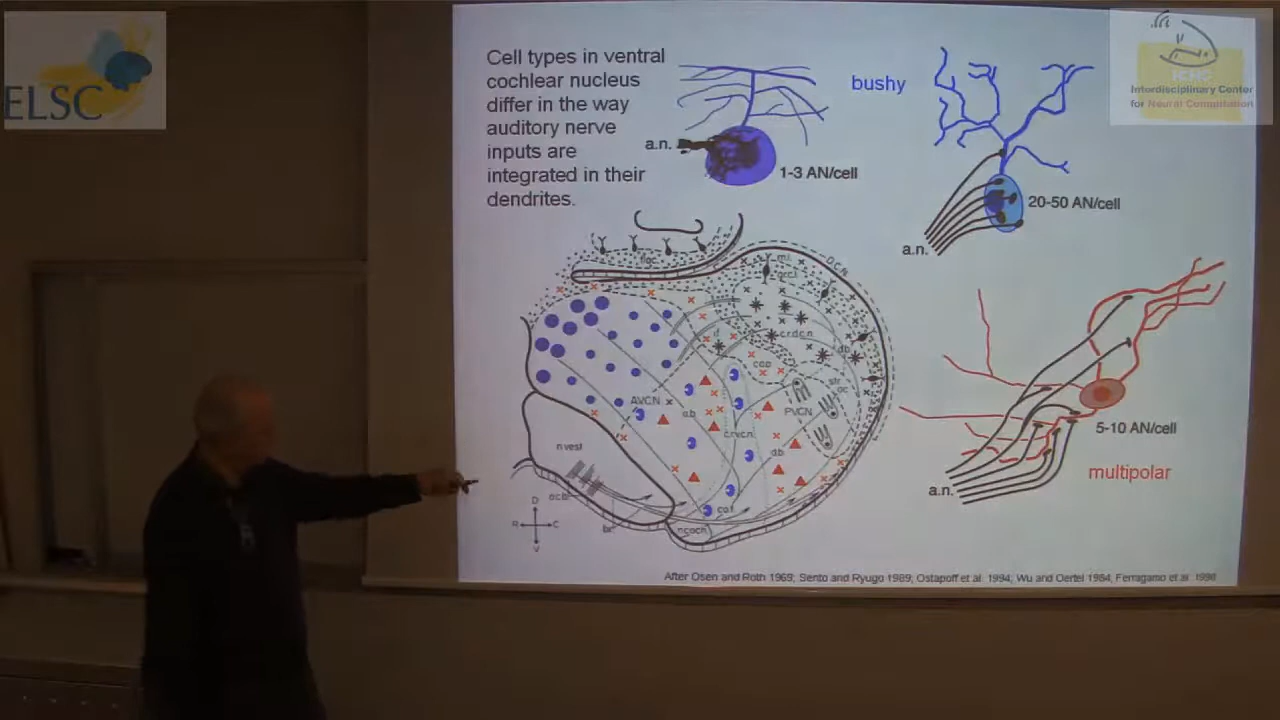 ELSC
Cell types in ventral
cochlear nucleus
differ in the way
auditory nerve
inputs are
integrated in their
dendrites.
a.n.
1-3 AN/cell
bushy
20-50 AN/cell
a.n.
ICNC
Interdisciplinary Center
for Neural Computation
m.l.
DCN
c.r.d.c.n.
AVCN
PVCN
n.vest
D
R C
V
5-10 AN/cell
multipolar
a.n.
After Osen and Roth 1969; Sento and Ryugo 1989; Ostapoff et al. 1994, Wu and Oertel 1984, Ferragamo et al. 1998